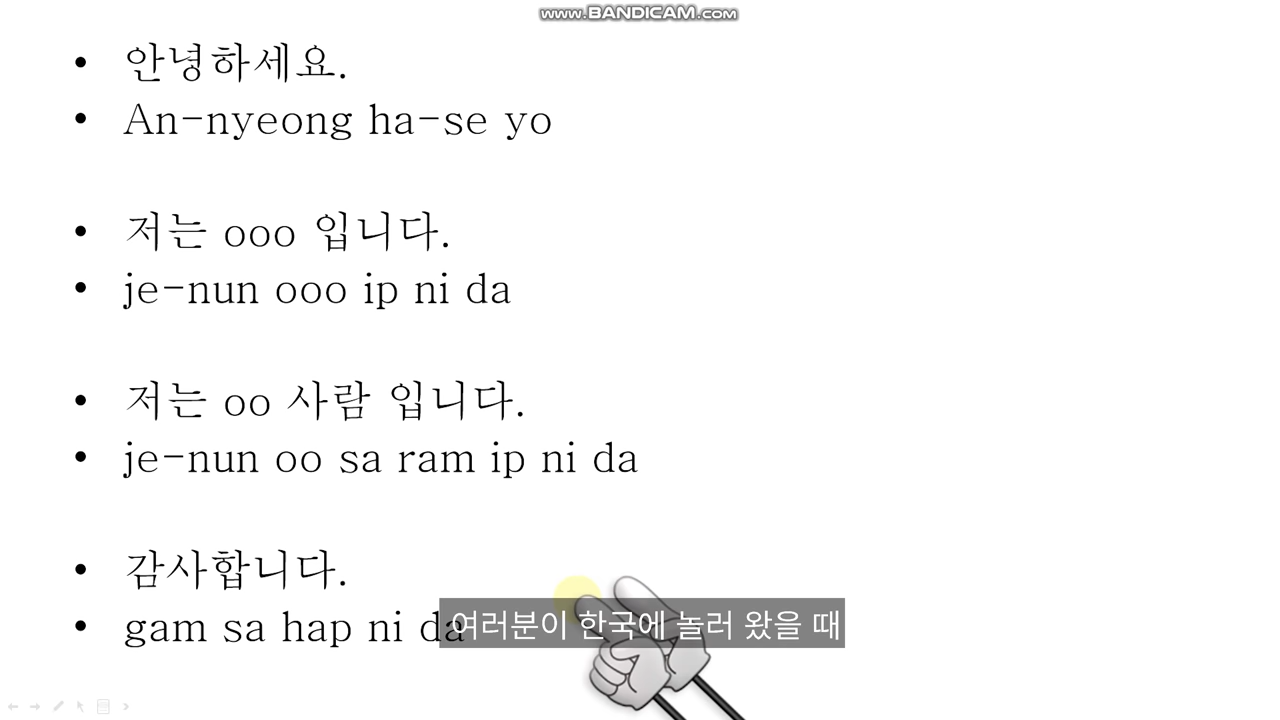 www.BANDICAM.com
• 안녕하세요.
• An-nyeong ha-se yo
• 저는 ooo 입니다.
• je-nun ooo ip ni da
• 저는 oo 사람 입니다.
• je-nun oo sa ram ip ni da
• 감사합니다.
• gam sa hap ni da
여러분이 한국에 놀러 왔을 때